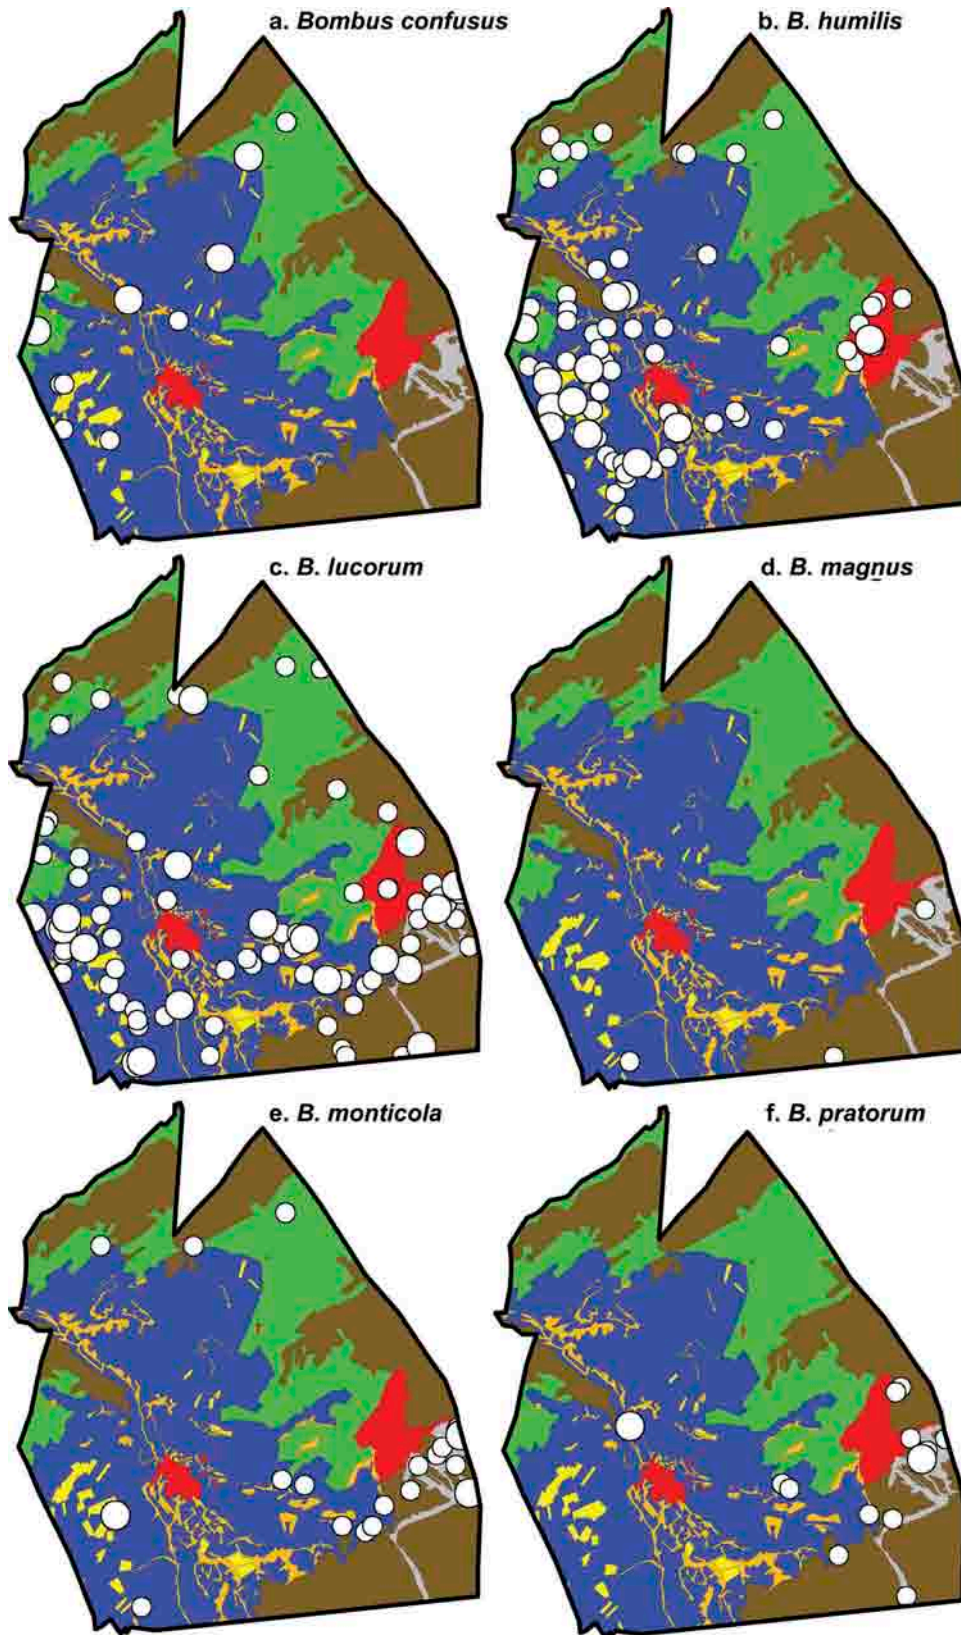 a. Bombus confusus
b. B. humilis
c. B. lucorum
d. B. magnus
e. B. monticola
f. B. pratorum